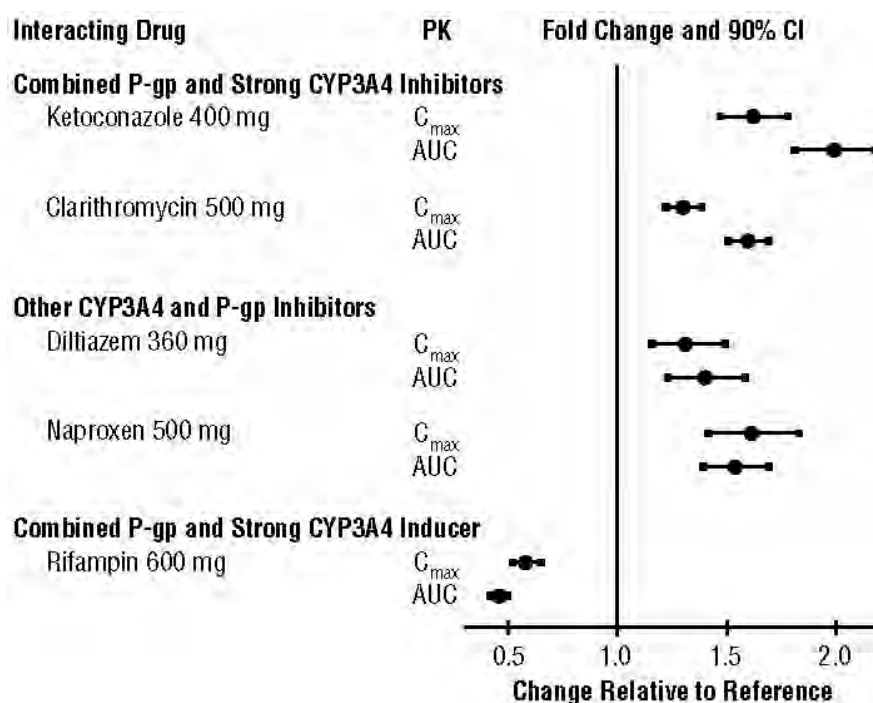 Interacting Drug PK Fold Change and 90% CI
Combined P-gp and Strong CYP3A4 Inhibitors
Ketoconazole 400 mg Cmax
AUC
Clarithromycin 500 mg Cmax
AUC
Other CYP3A4 and P-gp Inhibitors
Diltiazem 360 mg Cmax
AUC
Naproxen 500 mg Cmax
AUC
Combined P-gp and Strong CYP3A4 Inducer
Rifampin 600 mg Cmax
AUC
0.5 1.0 1.5 2.0
Change Relative to Reference